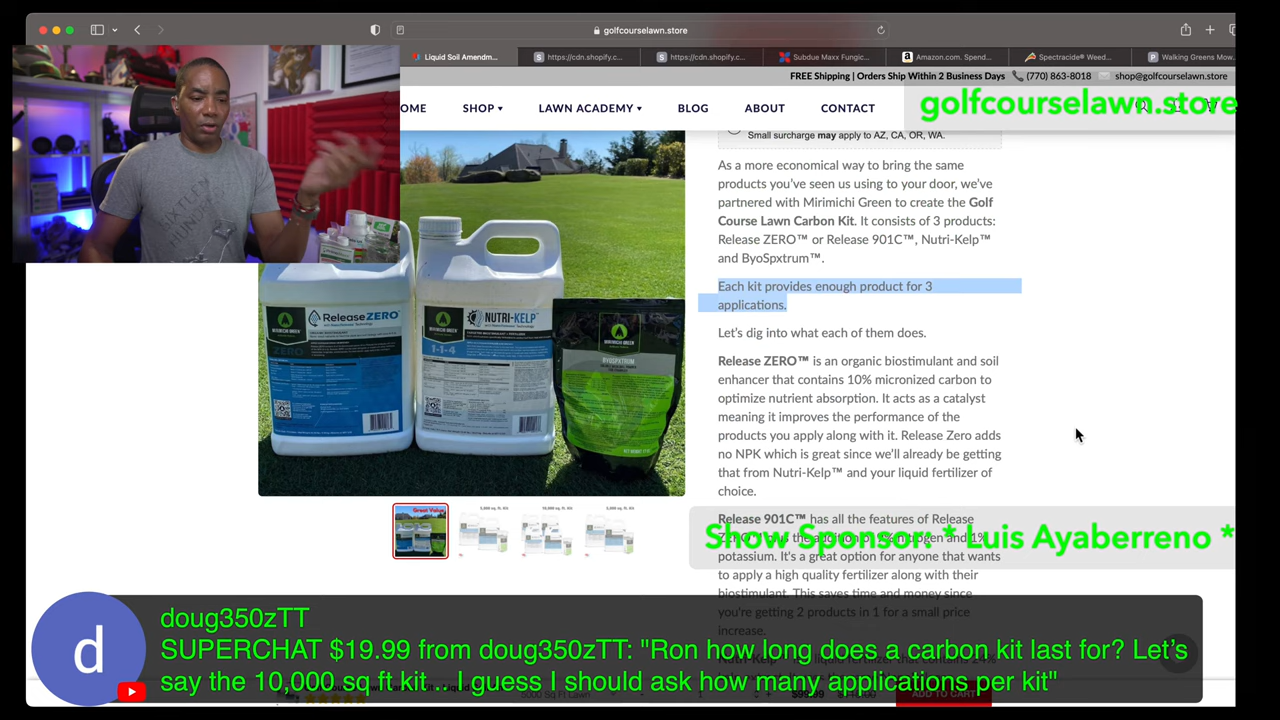 golfcourselawn.store
Liquid Soil Amendm...
https://cdn.shopify.c...
https://cdn.shopify.c...
Subdue Maxx Fungic...
Amazon.com. Spend...
Spectracide® Weed...
Walking Greens Mow...
FREE Shipping | Orders Ship Within 2 Business Days (770) 863-8018 shop@golfcourselawn.store
OME SHOP LAWN ACADEMY BLOG ABOUT CONTACT
golfcourselawn.store
Small surcharge may apply to AZ, CA, OR, WA.
As a more economical way to bring the same
products you've seen us using to your door, we've
partnered with Mirimichi Green to create the Golf
Course Lawn Carbon Kit. It consists of 3 products:
Release ZERO™ or Release 901C™, Nutri-Kelp™
and ByoSpxtrum™.
Each kit provides enough product for 3
applications.
Let's dig into what each of them does.
Release ZERO™ is an organic biostimulant and soil
enhancer that contains 10% micronized carbon to
optimize nutrient absorption. It acts as a catalyst
meaning it improves the performance of the
products you apply along with it. Release Zero adds
no NPK which is great since we'll already be getting
that from Nutri-Kelp™ and your liquid fertilizer of
choice.
Release ZERO
NUTRI-KELP
1-1-4
BYOSPXTRUM
Great Value
Release 901C™ has all the features of Release
Show Sponsor: * Luis Ayaberreno *
potassium. It's a great option for anyone that wants
to apply a high quality fertilizer along with their
biostimulant. This saves time and money since
you're getting 2 products in 1 for a small price
increase.
d
doug350zTT
SUPERCHAT $19.99 from doug350zTT: "Ron how long does a carbon kit last for? Let's
say the 10,000 sq ft kit... I guess I should ask how many applications per kit"
ADD TO CART